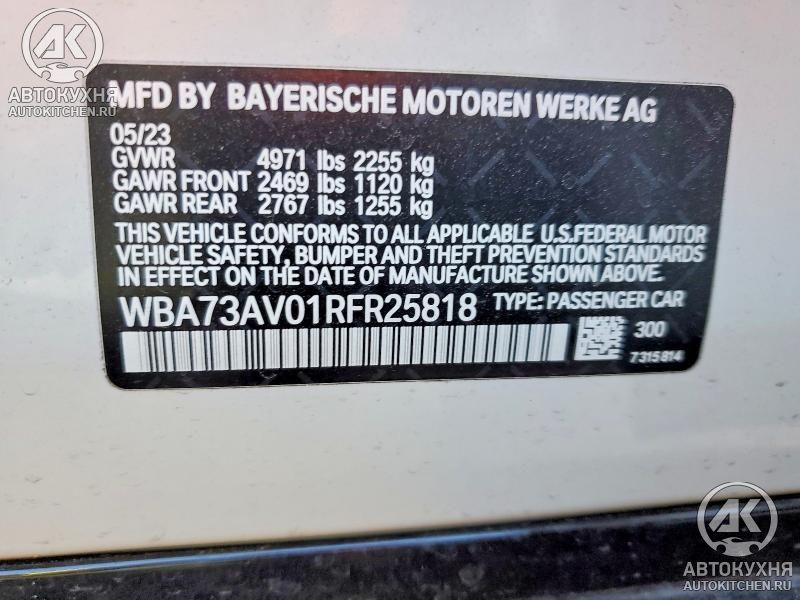 AK
АВТОКУХНЯ
AUTOKITCHEN.RU
MFD BY BAYERISCHE MOTOREN WERKE AG
05/23
GVWR 4971 lbs 2255 kg
GAWR FRONT 2469 lbs 1120 kg
GAWR REAR 2767 lbs 1255 kg
THIS VEHICLE CONFORMS TO ALL APPLICABLE U.S.FEDERAL MOTOR
VEHICLE SAFETY, BUMPER AND THEFT PREVENTION STANDARDS
IN EFFECT ON THE DATE OF MANUFACTURE SHOWN ABOVE.
WBA73AV01RFR25818 TYPE: PASSENGER CAR
300
7315814
AK
АВТОКУХНЯ
AUTOKITCHEN.RU